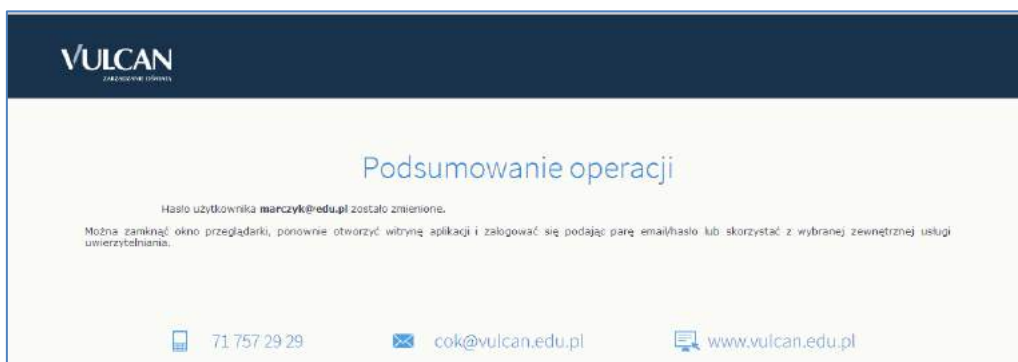 VULCAN
ZARZĄDZANIE OŚWIATĄ
Podsumowanie operacji
Hasło użytkownika marczyk@edu.pl zostało zmienione.
Można zamknąć okno przeglądarki, ponownie otworzyć witrynę aplikacji i zalogować się podając parę email/hasło lub skorzystać z wybranej zewnętrznej usługi
uwierzytelniania.
71 757 29 29
cok@vulcan.edu.pl
www.vulcan.edu.pl